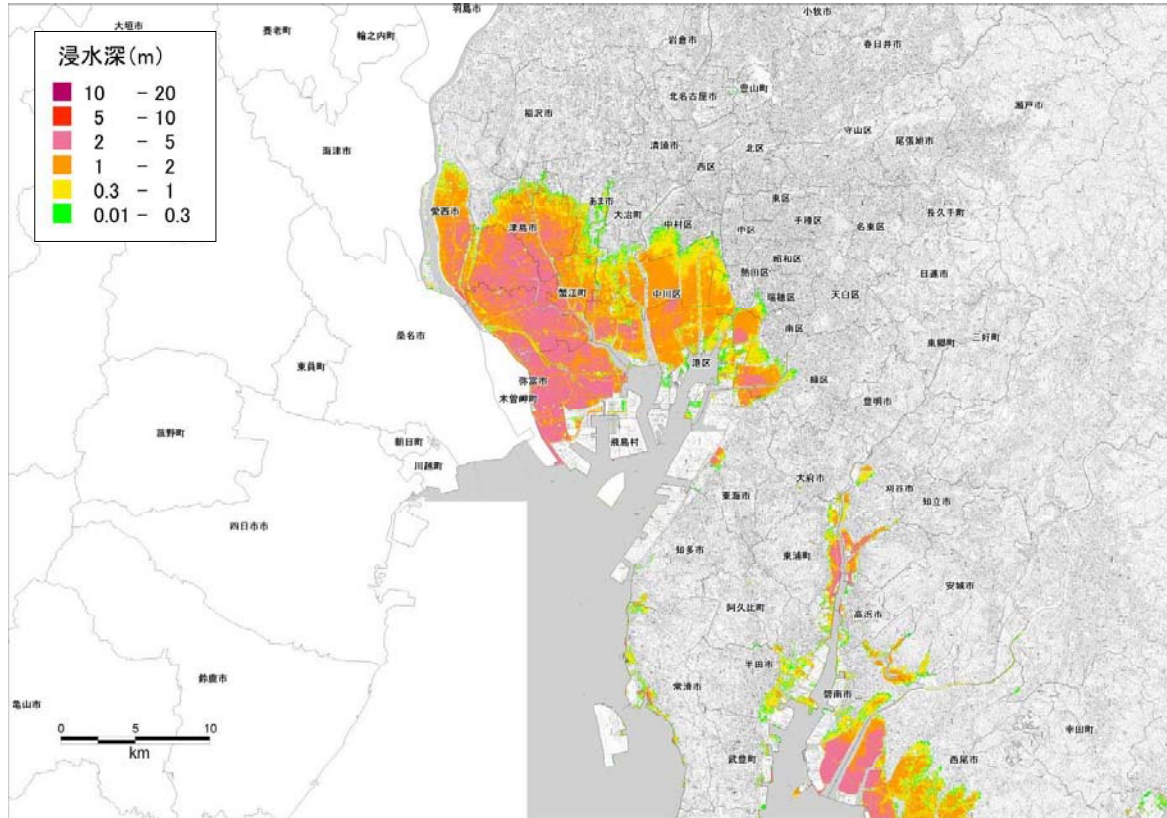 羽島市
小牧市
大垣市
養老町
輪之内町
岩倉市
春日井市
浸水深(m)
10 - 20
5 - 10
2 - 5
1 - 2
0.3 - 1
0.01 - 0.3
北名古屋市
豊山町
瀬戸市
稲沢市
守山区
尾張旭市
清須市
北区
海津市
西区
東区
あま市
千種区
長久手町
愛西市
大治町
中村区
中区
名東区
津島市
昭和区
熱田区
日進市
蟹江町
中川区
瑞穂区
天白区
南区
桑名市
東郷町
三好町
港区
東員町
弥富市
緑区
木曽岬町
豊明市
菰野町
朝日町
飛島村
川越町
大府市
刈谷市
東海市
知立市
四日市市
知多市
東浦町
安城市
阿久比町
高浜市
半田市
鈴鹿市
常滑市
碧南市
亀山市
0 5 10
km
幸田町
武豊町
西尾市